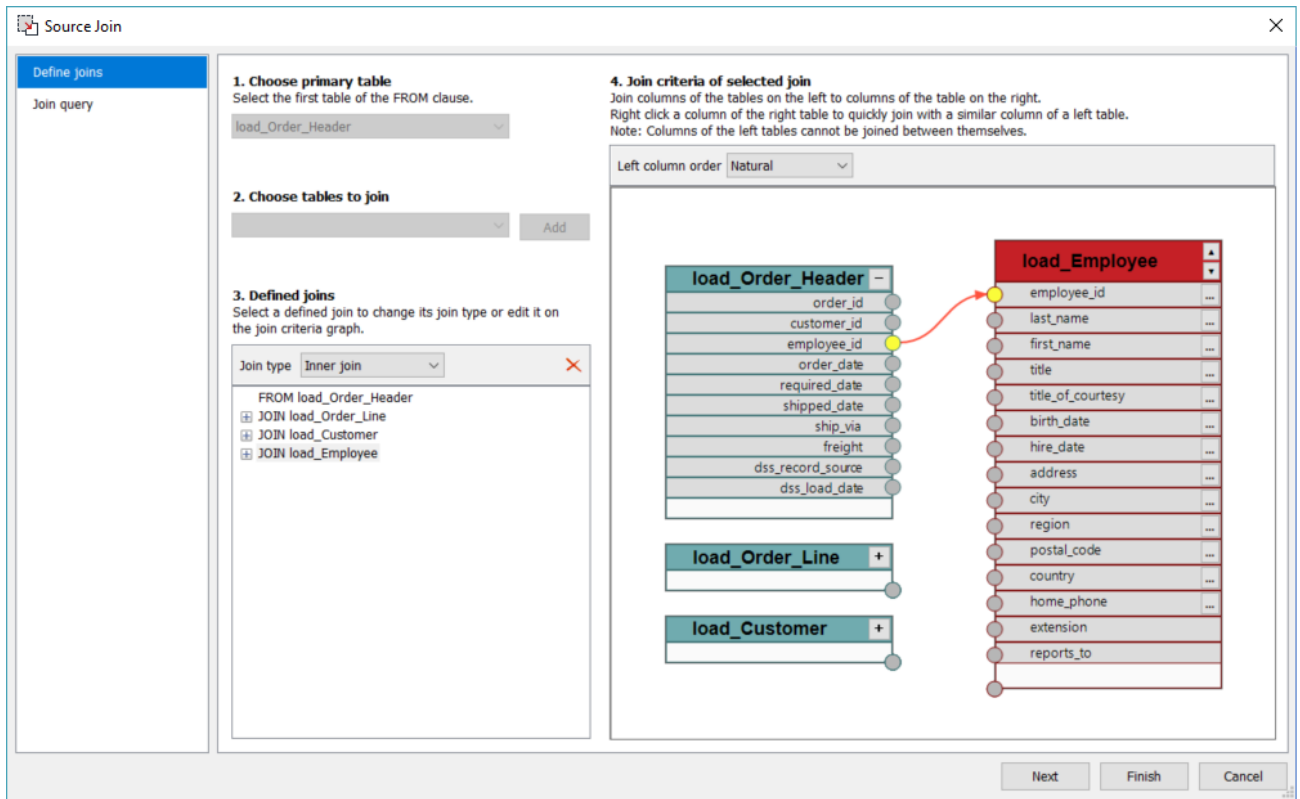 Source Join
Define joins
Join query
1. Choose primary table
Select the first table of the FROM clause.
load_Order_Header
2. Choose tables to join
Add
3. Defined joins
Select a defined join to change its join type or edit it on
the join criteria graph.
Join type Inner join
FROM load_Order_Header
JOIN load_Order_Line
JOIN load_Customer
JOIN load_Employee
4. Join criteria of selected join
Join columns of the tables on the left to columns of the table on the right.
Right click a column of the right table to quickly join with a similar column of a left table.
Note: Columns of the left tables cannot be joined between themselves.
Left column order Natural
load_Order_Header
order_id
customer_id
employee_id
order_date
required_date
shipped_date
ship_via
freight
dss_record_source
dss_load_date
load_Order_Line
load_Customer
load_Employee
employee_id
last_name
first_name
title
title_of_courtesy
birth_date
hire_date
address
city
region
postal_code
country
home_phone
extension
reports_to
Next Finish Cancel